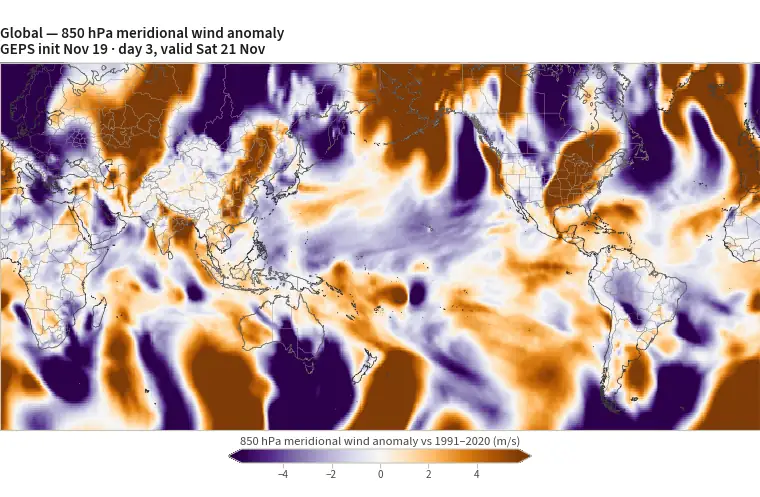 Global — 850 hPa meridional wind anomaly
GEPS init Nov 19 · day 3, valid Sat 21 Nov
850 hPa meridional wind anomaly vs 1991–2020 (m/s)
−4 −2 0 2 4